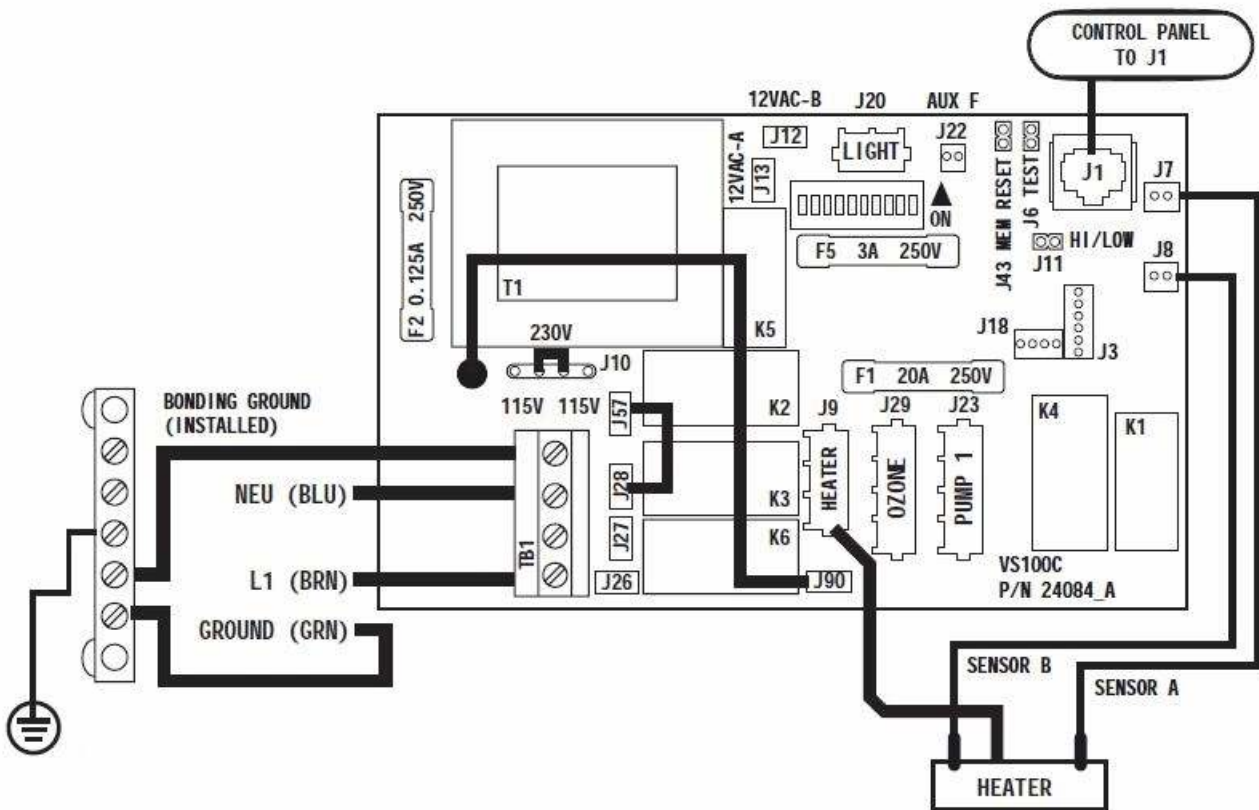 CONTROL PANEL
TO J1
12VAC-B
J20
AUX F
J12
LIGHT
J22
12VAC-A
J13
ON
J43 MEM RESET
J6 TEST
J1
J7
HI/LOW
J11
J8
F5 3A 250V
F2 0.125A 250V
T1
K5
J18
J3
230V
J10
F1 20A 250V
115V 115V
J57
K2
J9
J29
J23
K4
K1
BONDING GROUND
(INSTALLED)
NEU (BLU)
J28
K3
HEATER
OZONE
PUMP 1
J27
TB1
K6
L1 (BRN)
J26
J90
VS100C
P/N 24084_A
GROUND (GRN)
SENSOR B
SENSOR A
HEATER